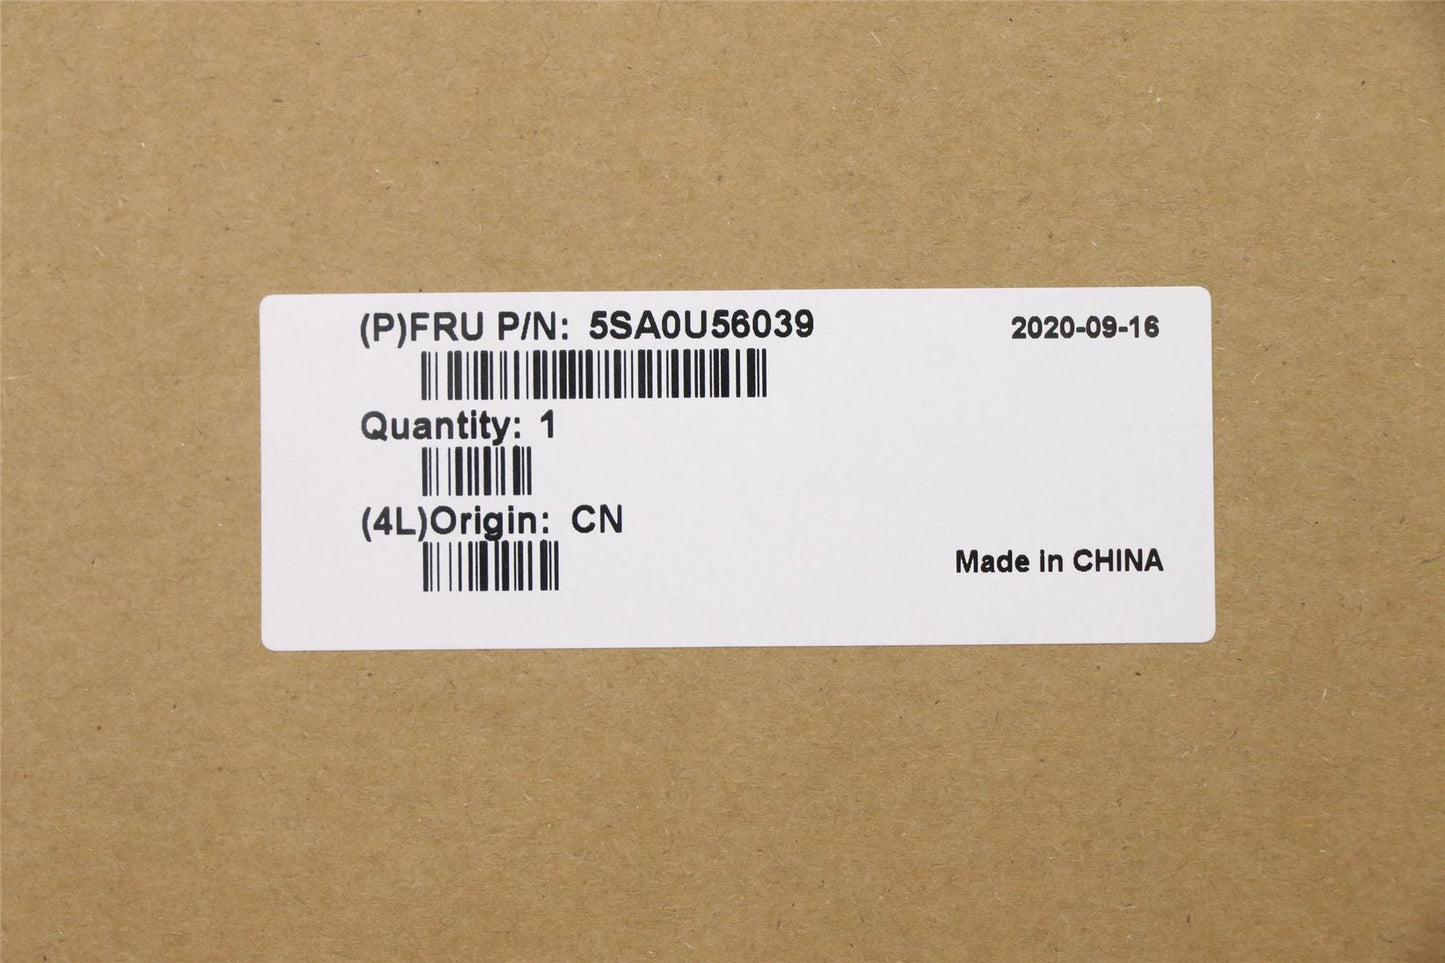 (P)FRU P/N: 5SA0U56039 2020-09-16
Quantity: 1
(4L)Origin: CN
Made in CHINA